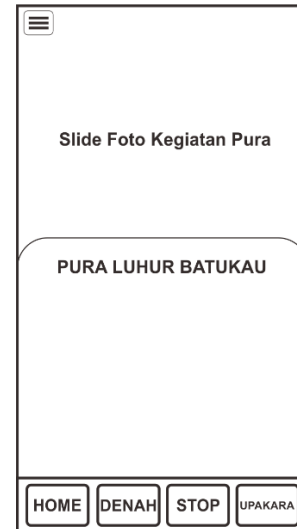 Slide Foto Kegiatan Pura
PURA LUHUR BATUKAU
HOME
DENAH
STOP
UPAKARA